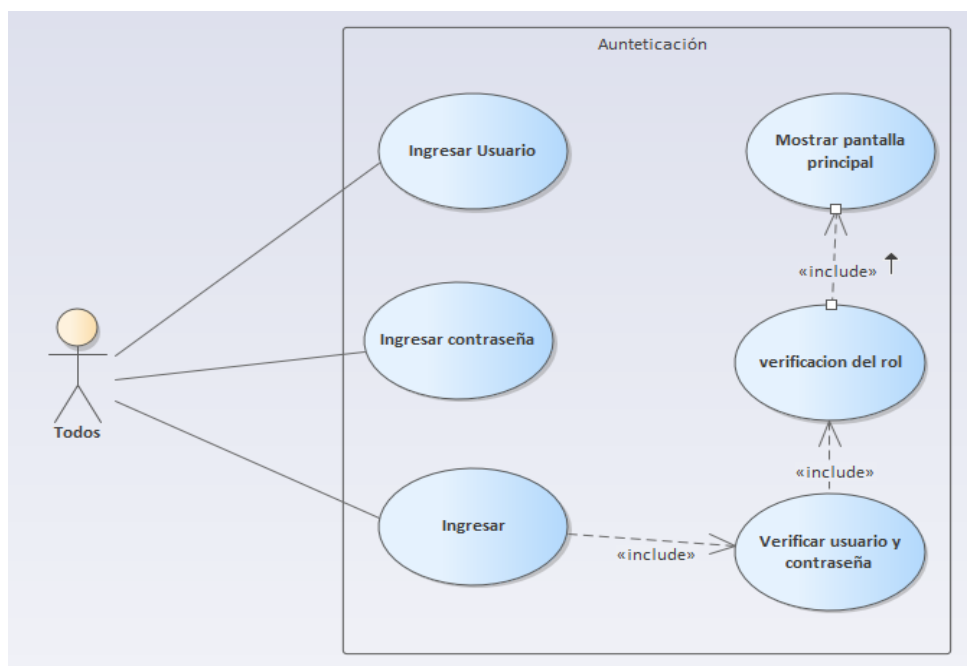 Aunteticación
Ingresar Usuario
Mostrar pantalla
principal
«include»
Ingresar contraseña
verificacion del rol
Todos
«include»
Ingresar
Verificar usuario y
contraseña
«include»